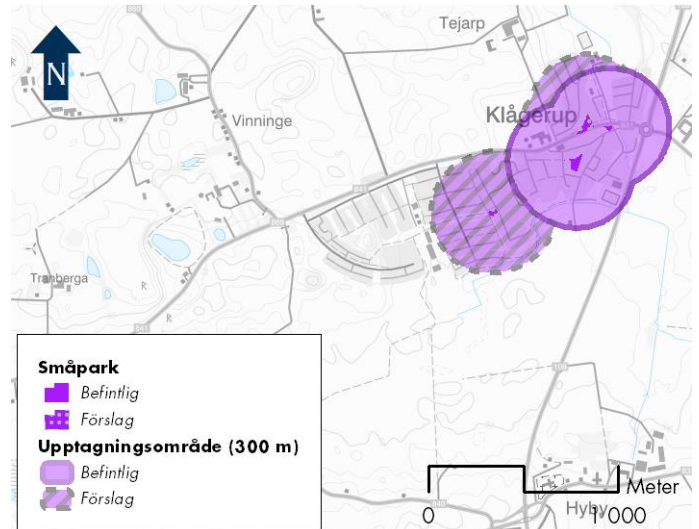 Tejarp
N
Klågerup
Vinninge
Tranberga
R
R
R
Småpark
Befintlig
Förslag
Upptagningsområde (300 m)
Befintlig
Förslag
Meter
0
1 000
Hyby